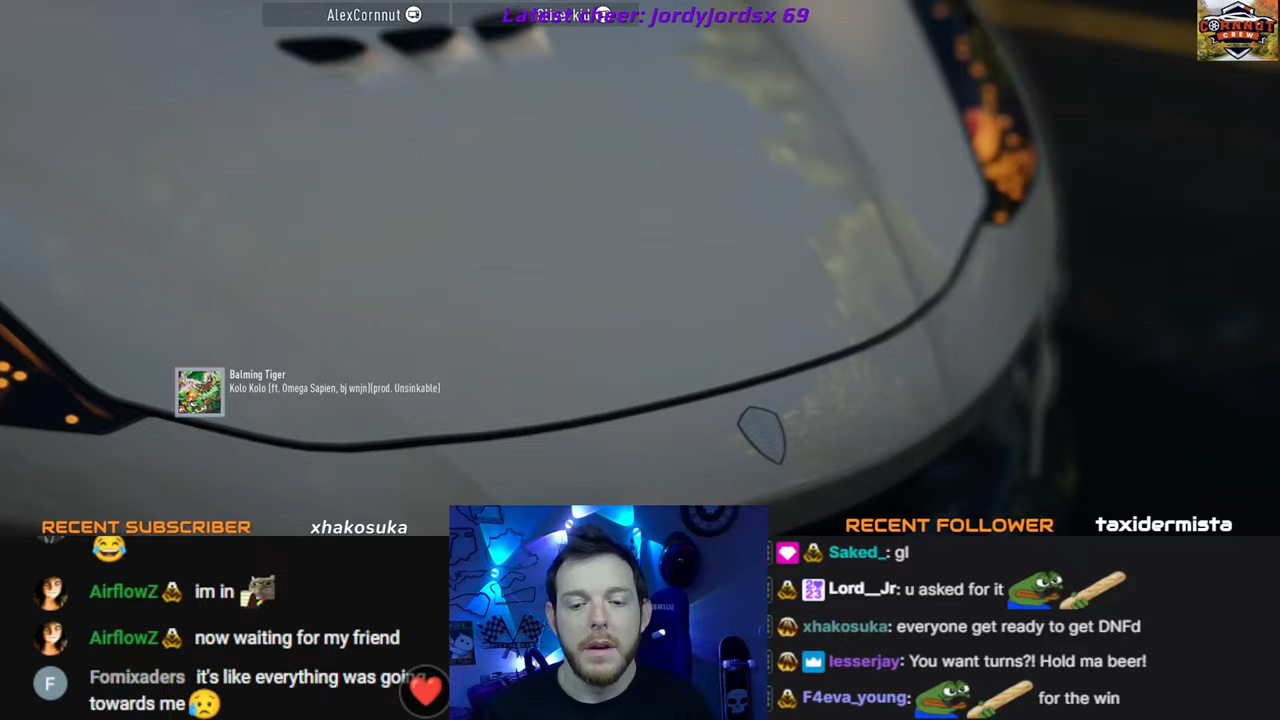 AlexCornnut
Latest cheer: jordyjordsx 69
CORNNUT
CREW
Balming Tiger
Kolo Kolo (ft. Omega Sapien, bj wnjn)(prod. Unsinkable)
RECENT SUBSCRIBER xhakosuka
RECENT FOLLOWER taxidermista
AirflowZ im in
AirflowZ now waiting for my friend
Fomixaders it's like everything was going
towards me
Saked_: gl
Lord__Jr: u asked for it
xhakosuka: everyone get ready to get DNFd
lesserjay: You want turns?! Hold ma beer!
F4eva_young: for the win